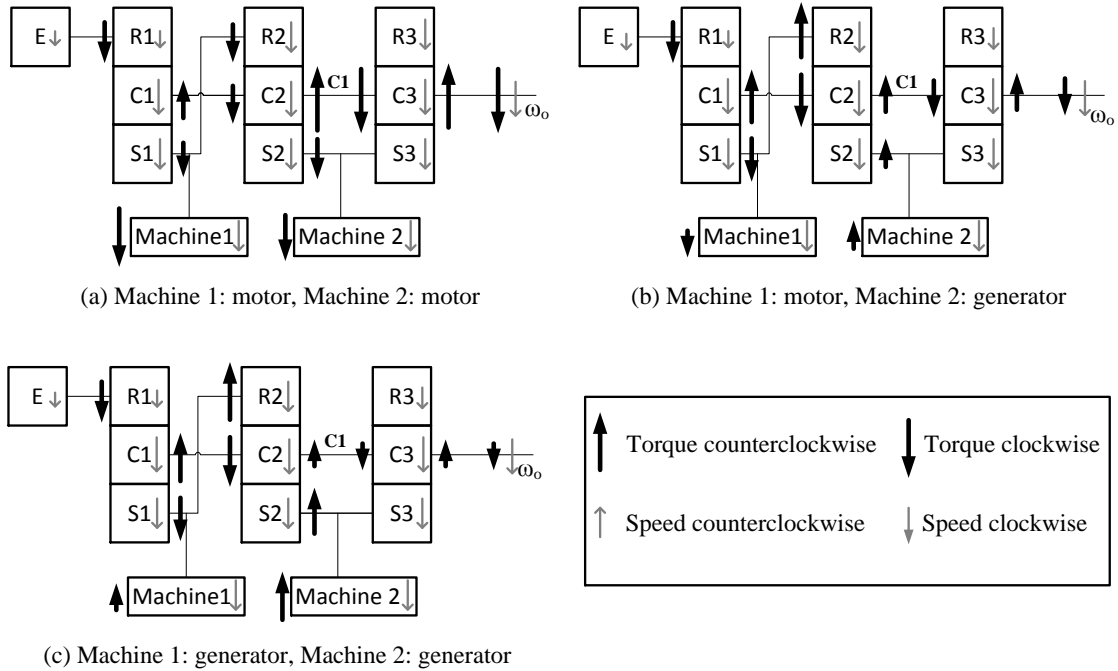 E R1 R2 R3
C1 C2 C1 C3 ωo
S1 S2 S3
Machine1 Machine 2
(a) Machine 1: motor, Machine 2: motor
E R1 R2 R3
C1 C2 C1 C3 ωo
S1 S2 S3
Machine1 Machine 2
(b) Machine 1: motor, Machine 2: generator
E R1 R2 R3
C1 C2 C1 C3 ωo
S1 S2 S3
Machine1 Machine 2
(c) Machine 1: generator, Machine 2: generator
Torque counterclockwise Torque clockwise
Speed counterclockwise Speed clockwise